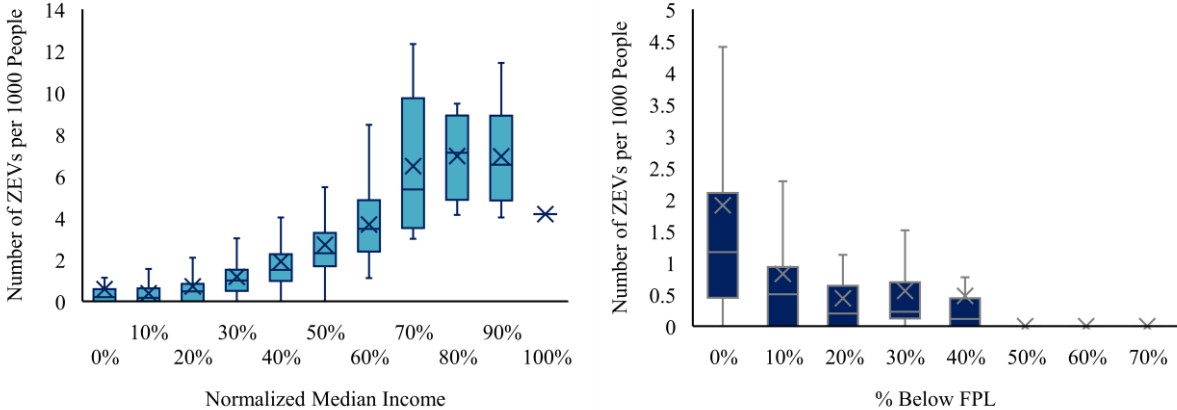 Number of ZEVs per 1000 People
14
12
10
8
6
4
2
0
10% 30% 50% 70% 90%
0% 20% 40% 60% 80% 100%
Normalized Median Income
Number of ZEVs per 1000 People
5
4.5
4
3.5
3
2.5
2
1.5
1
0.5
0
0% 10% 20% 30% 40% 50% 60% 70%
% Below FPL